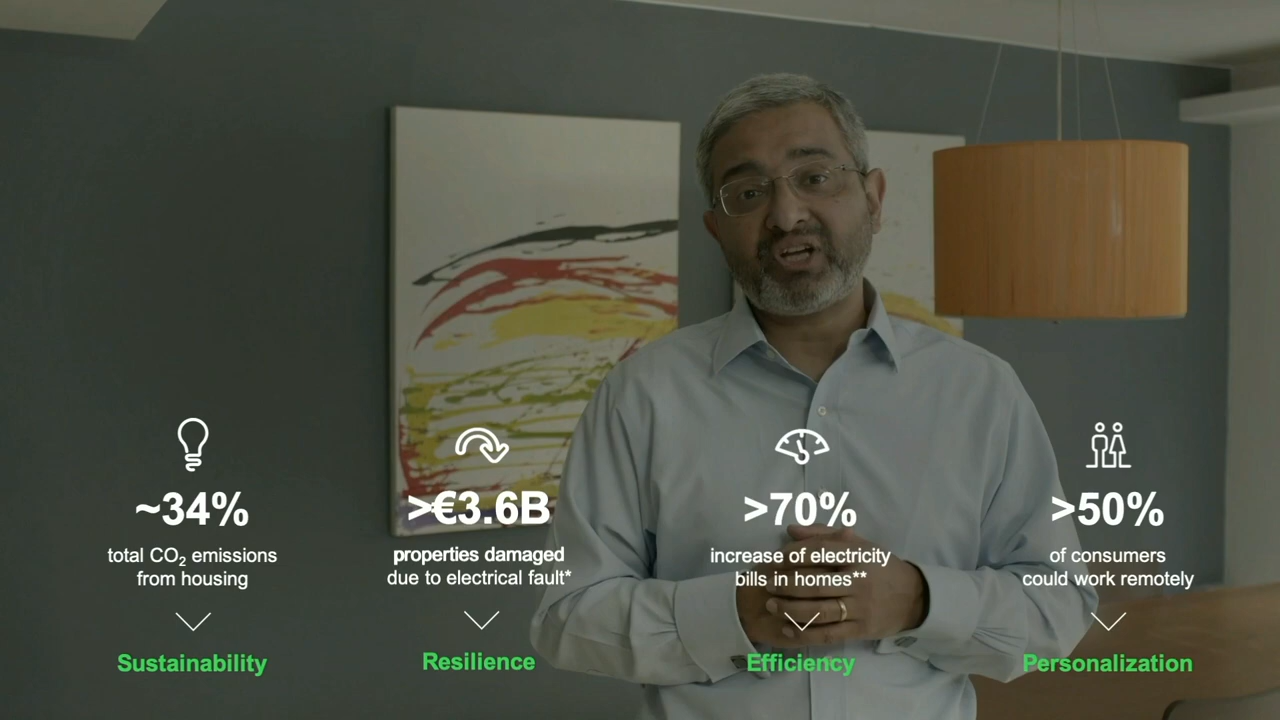 ~34%
total CO₂ emissions
from housing
Sustainability
>€3.6B
properties damaged
due to electrical fault*
Resilience
>70%
increase of electricity
bills in homes**
Efficiency
>50%
of consumers
could work remotely
Personalization